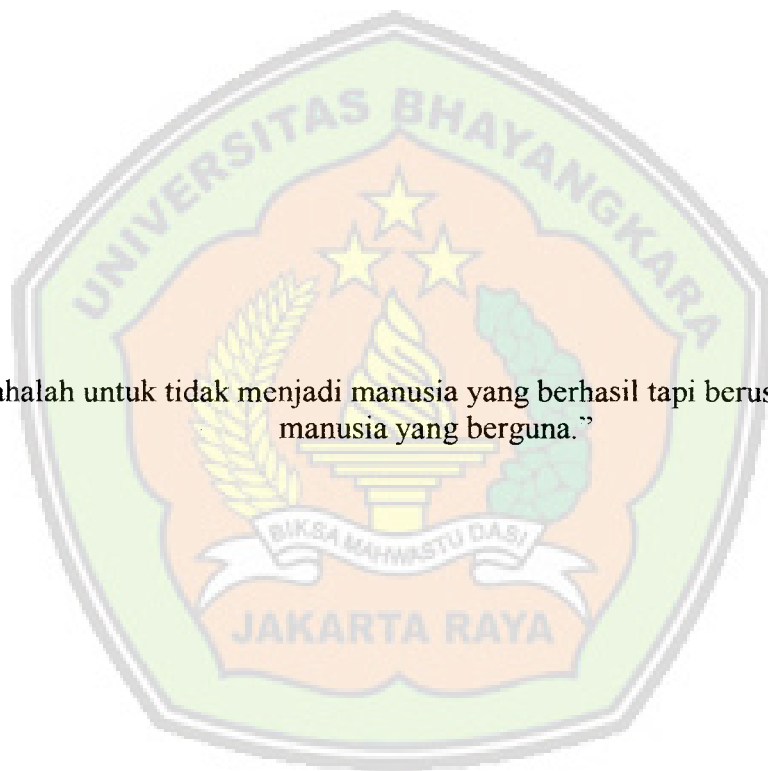 UNIVERSITAS BHAYANGKARA
ahalah untuk tidak menjadi manusia yang berhasil tapi berus
manusia yang berguna.”
BIKSA MAHWASTU DASI
JAKARTA RAYA